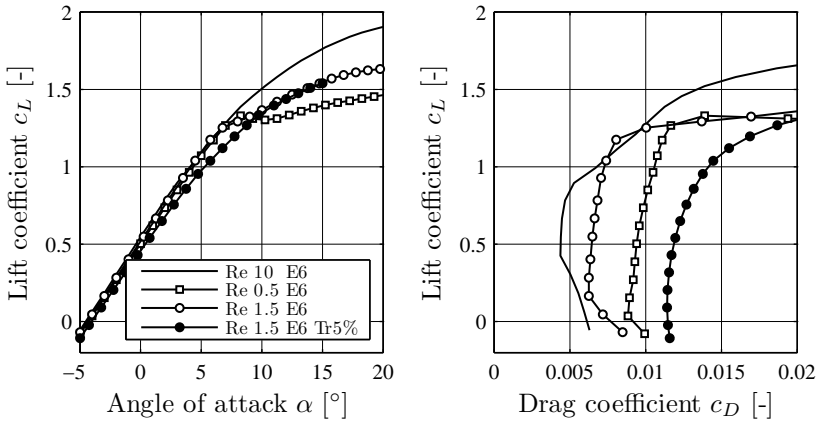 2
1.5
1
0.5
0
−5
0
5
10
15
20
Lift coefficient c_L [-]
Angle of attack α [°]
Re 10 E6
Re 0.5 E6
Re 1.5 E6
Re 1.5 E6 Tr5%
2
1.5
1
0.5
0
0
0.005
0.01
0.015
0.02
Lift coefficient c_L [-]
Drag coefficient c_D [-]